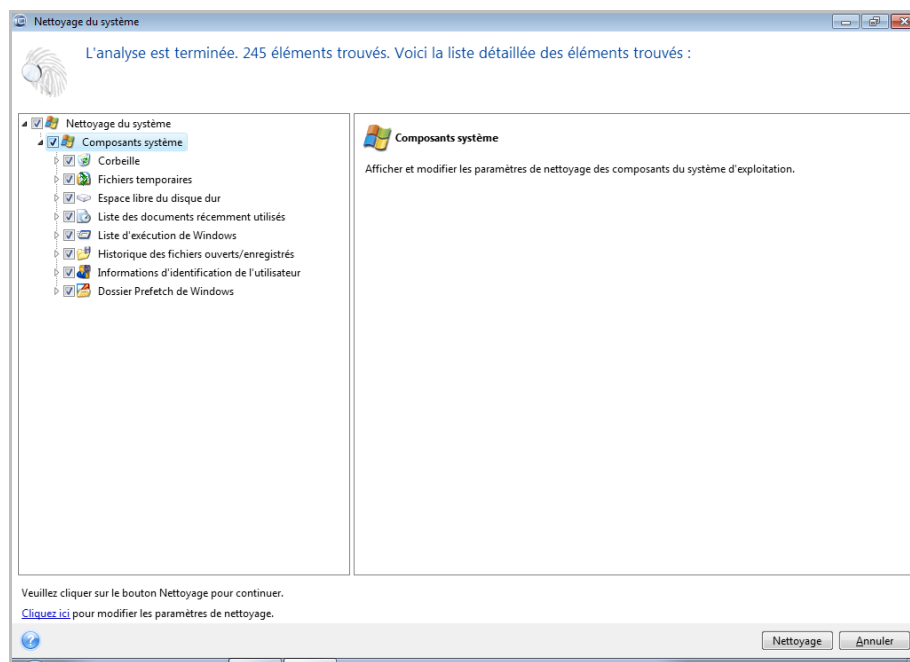 Nettoyage du système
L'analyse est terminée. 245 éléments trouvés. Voici la liste détaillée des éléments trouvés :
Nettoyage du système
Composants système
Corbeille
Fichiers temporaires
Espace libre du disque dur
Liste des documents récemment utilisés
Liste d'exécution de Windows
Historique des fichiers ouverts/enregistrés
Informations d'identification de l'utilisateur
Dossier Prefetch de Windows
Composants système
Afficher et modifier les paramètres de nettoyage des composants du système d'exploitation.
Veuillez cliquer sur le bouton Nettoyage pour continuer.
Cliquez ici pour modifier les paramètres de nettoyage.
Nettoyage Annuler